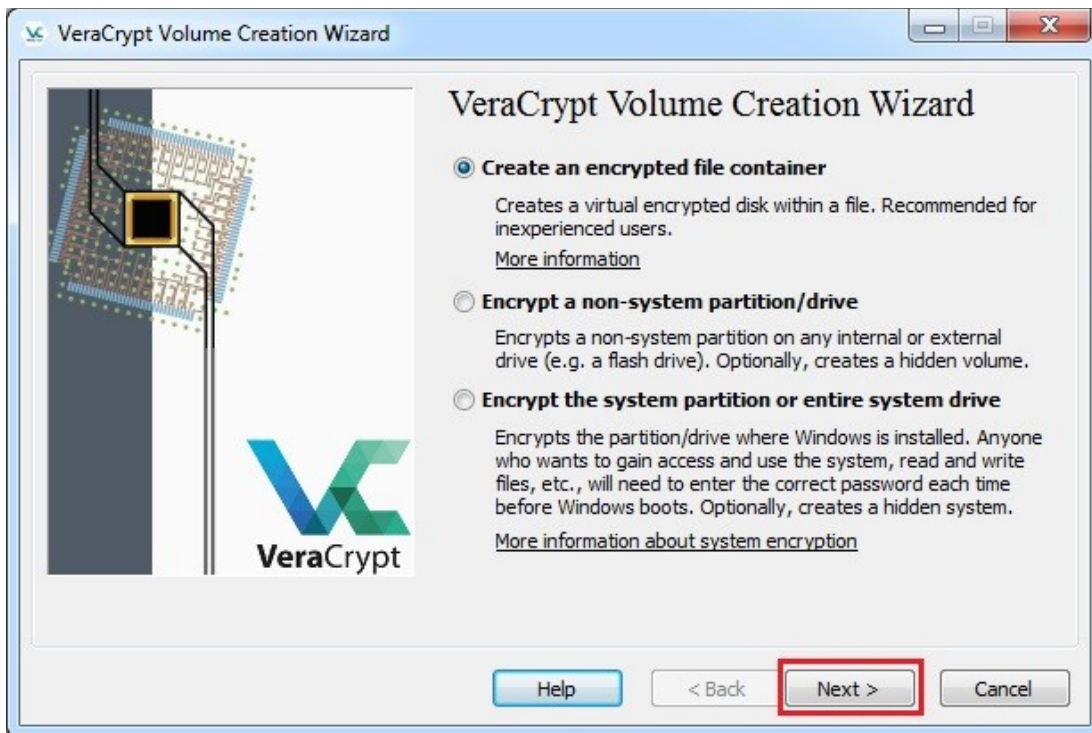 VeraCrypt Volume Creation Wizard
VeraCrypt Volume Creation Wizard
Create an encrypted file container
Creates a virtual encrypted disk within a file. Recommended for
inexperienced users.
More information
Encrypt a non-system partition/drive
Encrypts a non-system partition on any internal or external
drive (e.g. a flash drive). Optionally, creates a hidden volume.
Encrypt the system partition or entire system drive
Encrypts the partition/drive where Windows is installed. Anyone
who wants to gain access and use the system, read and write
files, etc., will need to enter the correct password each time
before Windows boots. Optionally, creates a hidden system.
More information about system encryption
VeraCrypt
Help
< Back
Next >
Cancel